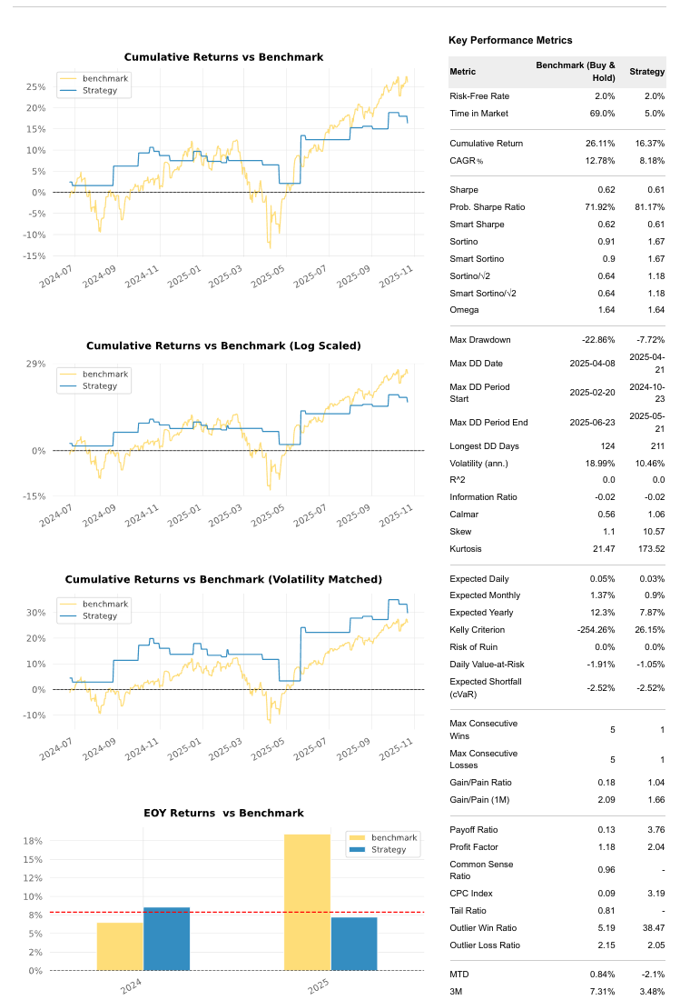 Cumulative Returns vs Benchmark
benchmark
Strategy
25%
20%
15%
10%
5%
0%
-5%
-10%
-15%
2024-07
2024-09
2024-11
2025-01
2025-03
2025-05
2025-07
2025-09
2025-11
Cumulative Returns vs Benchmark (Log Scaled)
29%
benchmark
Strategy
0%
-15%
2024-07
2024-09
2024-11
2025-01
2025-03
2025-05
2025-07
2025-09
2025-11
Cumulative Returns vs Benchmark (Volatility Matched)
benchmark
Strategy
30%
20%
10%
0%
-10%
2024-07
2024-09
2024-11
2025-01
2025-03
2025-05
2025-07
2025-09
2025-11
EOY Returns  vs Benchmark
benchmark
Strategy
18%
15%
12%
10%
8%
5%
2%
0%
2024
2025
Key Performance Metrics
Metric Benchmark (Buy & Hold) Strategy
Risk-Free Rate 2.0% 2.0%
Time in Market 69.0% 5.0%
Cumulative Return 26.11% 16.37%
CAGR﹪ 12.78% 8.18%
Sharpe 0.62 0.61
Prob. Sharpe Ratio 71.92% 81.17%
Smart Sharpe 0.62 0.61
Sortino 0.91 1.67
Smart Sortino 0.9 1.67
Sortino/√2 0.64 1.18
Smart Sortino/√2 0.64 1.18
Omega 1.64 1.64
Max Drawdown -22.86% -7.72%
Max DD Date 2025-04-08 2025-04-21
Max DD Period Start 2025-02-20 2024-10-23
Max DD Period End 2025-06-23 2025-05-21
Longest DD Days 124 211
Volatility (ann.) 18.99% 10.46%
R^2 0.0 0.0
Information Ratio -0.02 -0.02
Calmar 0.56 1.06
Skew 1.1 10.57
Kurtosis 21.47 173.52
Expected Daily 0.05% 0.03%
Expected Monthly 1.37% 0.9%
Expected Yearly 12.3% 7.87%
Kelly Criterion -254.26% 26.15%
Risk of Ruin 0.0% 0.0%
Daily Value-at-Risk -1.91% -1.05%
Expected Shortfall (cVaR) -2.52% -2.52%
Max Consecutive Wins 5 1
Max Consecutive Losses 5 1
Gain/Pain Ratio 0.18 1.04
Gain/Pain (1M) 2.09 1.66
Payoff Ratio 0.13 3.76
Profit Factor 1.18 2.04
Common Sense Ratio 0.96 -
CPC Index 0.09 3.19
Tail Ratio 0.81 -
Outlier Win Ratio 5.19 38.47
Outlier Loss Ratio 2.15 2.05
MTD 0.84% -2.1%
3M 7.31% 3.48%